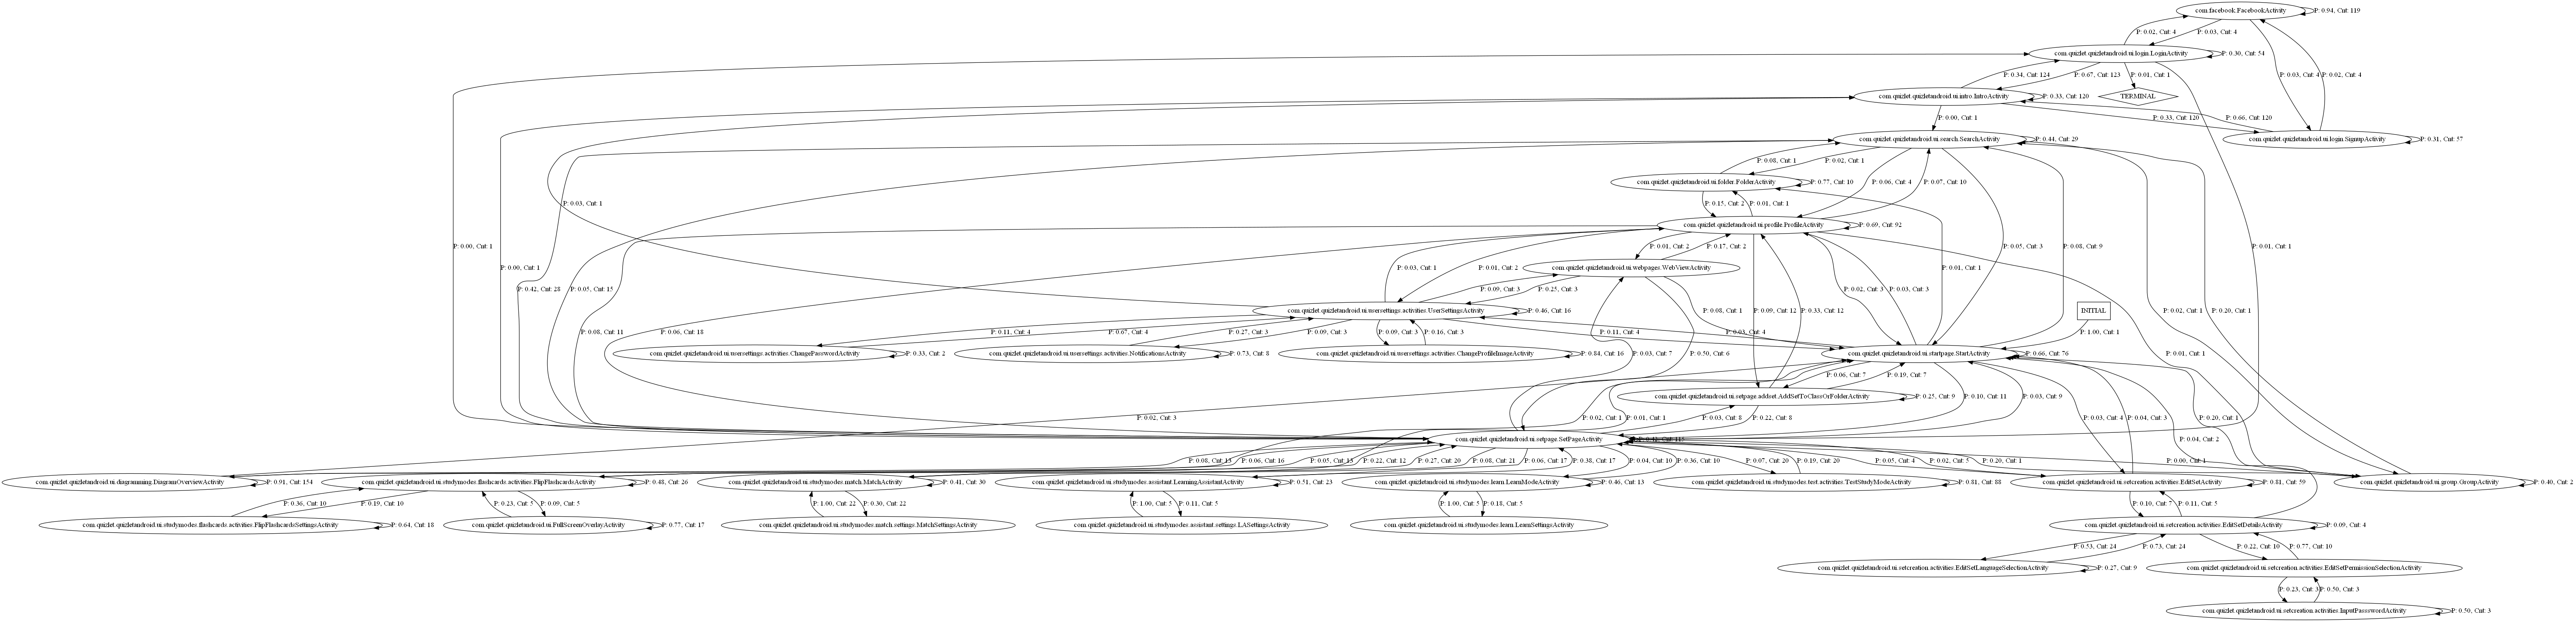 com.facebook.FacebookActivity
P: 0.94, Cnt: 119
P: 0.02, Cnt: 4
P: 0.03, Cnt: 4
com.quizlet.quizletandroid.ui.login.LoginActivity
P: 0.30, Cnt: 54
P: 0.34, Cnt: 124
P: 0.67, Cnt: 123
P: 0.01, Cnt: 1
P: 0.03, Cnt: 4
P: 0.02, Cnt: 4
com.quizlet.quizletandroid.ui.intro.IntroActivity
P: 0.33, Cnt: 120
TERMINAL
P: 0.00, Cnt: 1
P: 0.33, Cnt: 120
P: 0.66, Cnt: 120
com.quizlet.quizletandroid.ui.search.SearchActivity
P: 0.44, Cnt: 29
com.quizlet.quizletandroid.ui.login.SignupActivity
P: 0.31, Cnt: 57
P: 0.08, Cnt: 1
P: 0.02, Cnt: 1
com.quizlet.quizletandroid.ui.folder.FolderActivity
P: 0.77, Cnt: 10
P: 0.06, Cnt: 4
P: 0.07, Cnt: 10
P: 0.03, Cnt: 1
P: 0.15, Cnt: 2
P: 0.01, Cnt: 1
com.quizlet.quizletandroid.ui.profile.ProfileActivity
P: 0.69, Cnt: 92
P: 0.00, Cnt: 1
P: 0.01, Cnt: 2
P: 0.17, Cnt: 2
P: 0.05, Cnt: 3
P: 0.08, Cnt: 9
P: 0.01, Cnt: 1
P: 0.00, Cnt: 1
P: 0.03, Cnt: 1
P: 0.01, Cnt: 2
com.quizlet.quizletandroid.ui.webpages.WebViewActivity
P: 0.01, Cnt: 1
P: 0.42, Cnt: 28
P: 0.05, Cnt: 15
P: 0.09, Cnt: 3
P: 0.25, Cnt: 3
P: 0.02, Cnt: 3
P: 0.03, Cnt: 3
com.quizlet.quizletandroid.ui.usersettings.activities.UserSettingsActivity
P: 0.46, Cnt: 16
P: 0.08, Cnt: 1
P: 0.09, Cnt: 12
P: 0.33, Cnt: 12
INITIAL
P: 0.02, Cnt: 1
P: 0.20, Cnt: 1
P: 0.08, Cnt: 11
P: 0.06, Cnt: 18
P: 0.11, Cnt: 4
P: 0.67, Cnt: 4
P: 0.27, Cnt: 3
P: 0.09, Cnt: 3
P: 0.09, Cnt: 3
P: 0.16, Cnt: 3
P: 0.11, Cnt: 4
P: 0.03, Cnt: 4
P: 1.00, Cnt: 1
com.quizlet.quizletandroid.ui.usersettings.activities.ChangePasswordActivity
P: 0.33, Cnt: 2
com.quizlet.quizletandroid.ui.usersettings.activities.NotificationsActivity
P: 0.73, Cnt: 8
com.quizlet.quizletandroid.ui.usersettings.activities.ChangeProfileImageActivity
P: 0.84, Cnt: 16
com.quizlet.quizletandroid.ui.startpage.StartActivity
P: 0.66, Cnt: 76
P: 0.03, Cnt: 7
P: 0.50, Cnt: 6
P: 0.01, Cnt: 1
P: 0.06, Cnt: 7
P: 0.19, Cnt: 7
com.quizlet.quizletandroid.ui.setpage.addset.AddSetToClassOrFolderActivity
P: 0.25, Cnt: 9
P: 0.10, Cnt: 11
P: 0.03, Cnt: 9
P: 0.02, Cnt: 3
P: 0.02, Cnt: 1
P: 0.01, Cnt: 1
P: 0.03, Cnt: 8
P: 0.22, Cnt: 8
P: 0.03, Cnt: 4
P: 0.04, Cnt: 3
P: 0.20, Cnt: 1
com.quizlet.quizletandroid.ui.setpage.SetPageActivity
P: 0.04, Cnt: 2
P: 0.08, Cnt: 13
P: 0.06, Cnt: 16
P: 0.05, Cnt: 13
P: 0.22, Cnt: 12
P: 0.27, Cnt: 20
P: 0.08, Cnt: 21
P: 0.06, Cnt: 17
P: 0.38, Cnt: 17
P: 0.04, Cnt: 10
P: 0.36, Cnt: 10
P: 0.07, Cnt: 20
P: 0.19, Cnt: 20
P: 0.05, Cnt: 4
P: 0.02, Cnt: 5
P: 0.20, Cnt: 1
P: 0.00, Cnt: 1
com.quizlet.quizletandroid.ui.diagramming.DiagramOverviewActivity
P: 0.91, Cnt: 154
com.quizlet.quizletandroid.ui.studymodes.flashcards.activities.FlipFlashcardsActivity
P: 0.48, Cnt: 26
com.quizlet.quizletandroid.ui.studymodes.match.MatchActivity
P: 0.41, Cnt: 30
com.quizlet.quizletandroid.ui.studymodes.assistant.LearningAssistantActivity
P: 0.51, Cnt: 23
com.quizlet.quizletandroid.ui.studymodes.learn.LearnModeActivity
P: 0.46, Cnt: 13
com.quizlet.quizletandroid.ui.studymodes.test.activities.TestStudyModeActivity
P: 0.81, Cnt: 88
com.quizlet.quizletandroid.ui.setcreation.activities.EditSetActivity
P: 0.81, Cnt: 59
com.quizlet.quizletandroid.ui.group.GroupActivity
P: 0.40, Cnt: 2
P: 0.36, Cnt: 10
P: 0.19, Cnt: 10
P: 0.23, Cnt: 5
P: 0.09, Cnt: 5
P: 1.00, Cnt: 22
P: 0.30, Cnt: 22
P: 1.00, Cnt: 5
P: 0.11, Cnt: 5
P: 1.00, Cnt: 5
P: 0.18, Cnt: 5
P: 0.10, Cnt: 7
P: 0.11, Cnt: 5
com.quizlet.quizletandroid.ui.studymodes.flashcards.activities.FlipFlashcardsSettingsActivity
P: 0.64, Cnt: 18
com.quizlet.quizletandroid.ui.FullScreenOverlayActivity
P: 0.77, Cnt: 17
com.quizlet.quizletandroid.ui.studymodes.match.settings.MatchSettingsActivity
com.quizlet.quizletandroid.ui.studymodes.assistant.settings.LASettingsActivity
com.quizlet.quizletandroid.ui.studymodes.learn.LearnSettingsActivity
com.quizlet.quizletandroid.ui.setcreation.activities.EditSetDetailsActivity
P: 0.09, Cnt: 4
P: 0.53, Cnt: 24
P: 0.73, Cnt: 24
P: 0.22, Cnt: 10
P: 0.77, Cnt: 10
com.quizlet.quizletandroid.ui.setcreation.activities.EditSetLanguageSelectionActivity
P: 0.27, Cnt: 9
com.quizlet.quizletandroid.ui.setcreation.activities.EditSetPermissionSelectionActivity
P: 0.23, Cnt: 3
P: 0.50, Cnt: 3
com.quizlet.quizletandroid.ui.setcreation.activities.InputPasswordActivity
P: 0.50, Cnt: 3